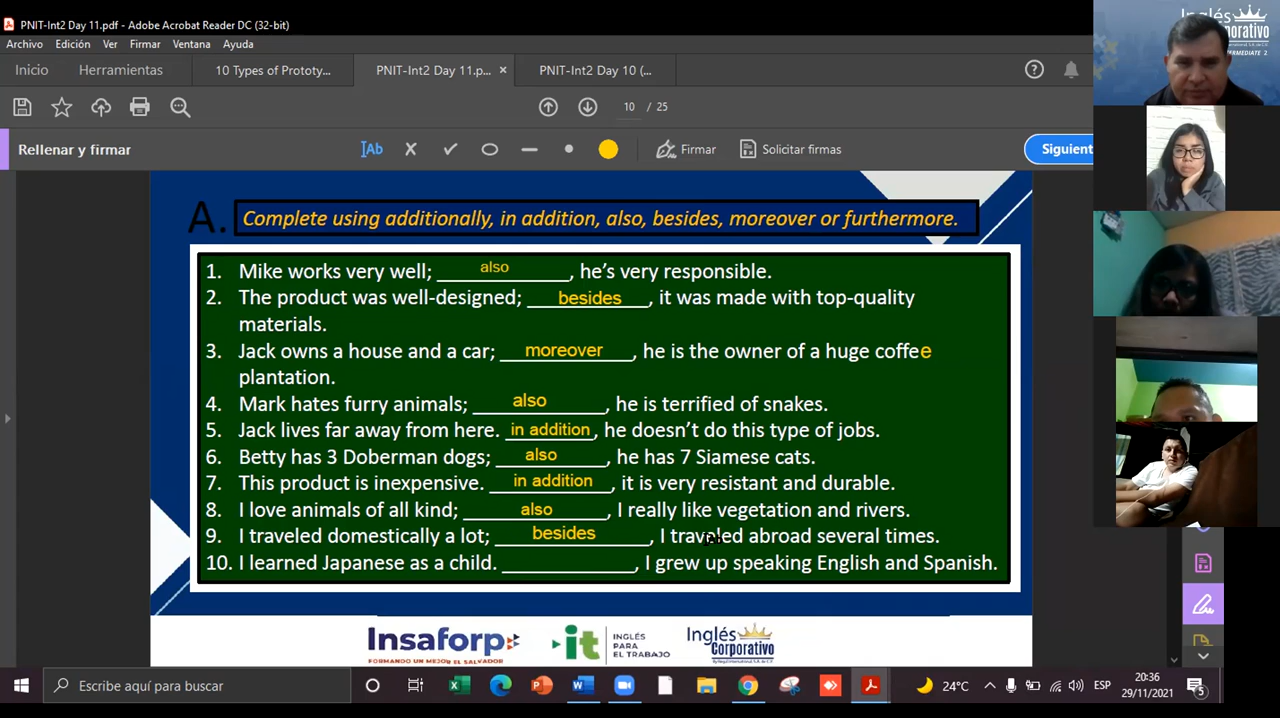 PNIT-Int2 Day 11.pdf - Adobe Acrobat Reader DC (32-bit)
Archivo Edición Ver Firmar Ventana Ayuda
Inicio Herramientas 10 Types of Prototy... PNIT-Int2 Day 11.p... × PNIT-Int2 Day 10 (...
10 / 25
Rellenar y firmar Firmar Solicitar firmas Siguient
Inglés
Corporativo
INTERMEDIATE 2
A. Complete using additionally, in addition, also, besides, moreover or furthermore.
1. Mike works very well; also, he's very responsible.
2. The product was well-designed; besides, it was made with top-quality
materials.
3. Jack owns a house and a car; moreover, he is the owner of a huge coffee
plantation.
4. Mark hates furry animals; also, he is terrified of snakes.
5. Jack lives far away from here. in addition, he doesn't do this type of jobs.
6. Betty has 3 Doberman dogs; also, he has 7 Siamese cats.
7. This product is inexpensive. in addition, it is very resistant and durable.
8. I love animals of all kind; also, I really like vegetation and rivers.
9. I traveled domestically a lot; besides, I traveled abroad several times.
10. I learned Japanese as a child. ____________, I grew up speaking English and Spanish.
Insaforp
FORMANDO UN MEJOR EL SALVADOR
it INGLÉS
PARA
EL TRABAJO
Inglés
Corporativo
Escribe aquí para buscar
24°C ESP 20:36
29/11/2021
5